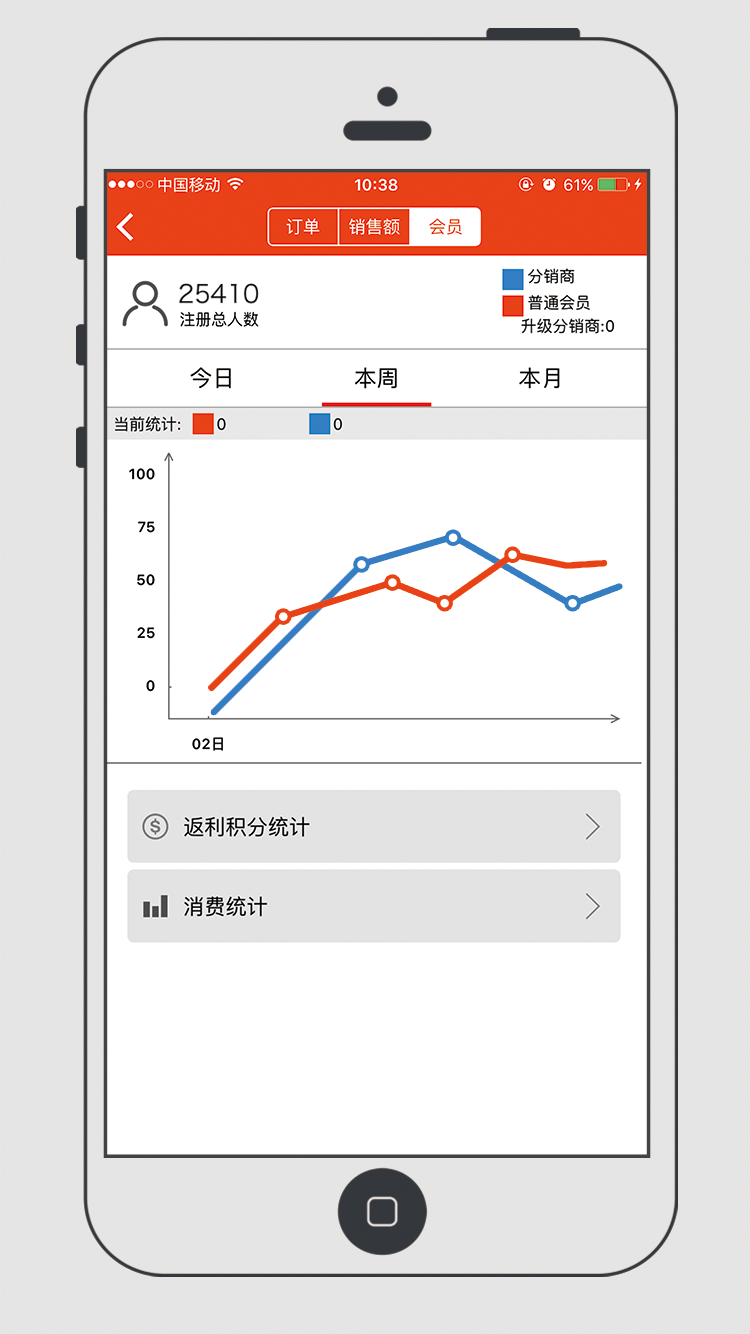 中国移动 10:38 61%
订单 销售额 会员
25410
注册总人数
分销商
普通会员
升级分销商:0
今日 本周 本月
当前统计: 0 0
100
75
50
25
0
02日
返利积分统计
消费统计